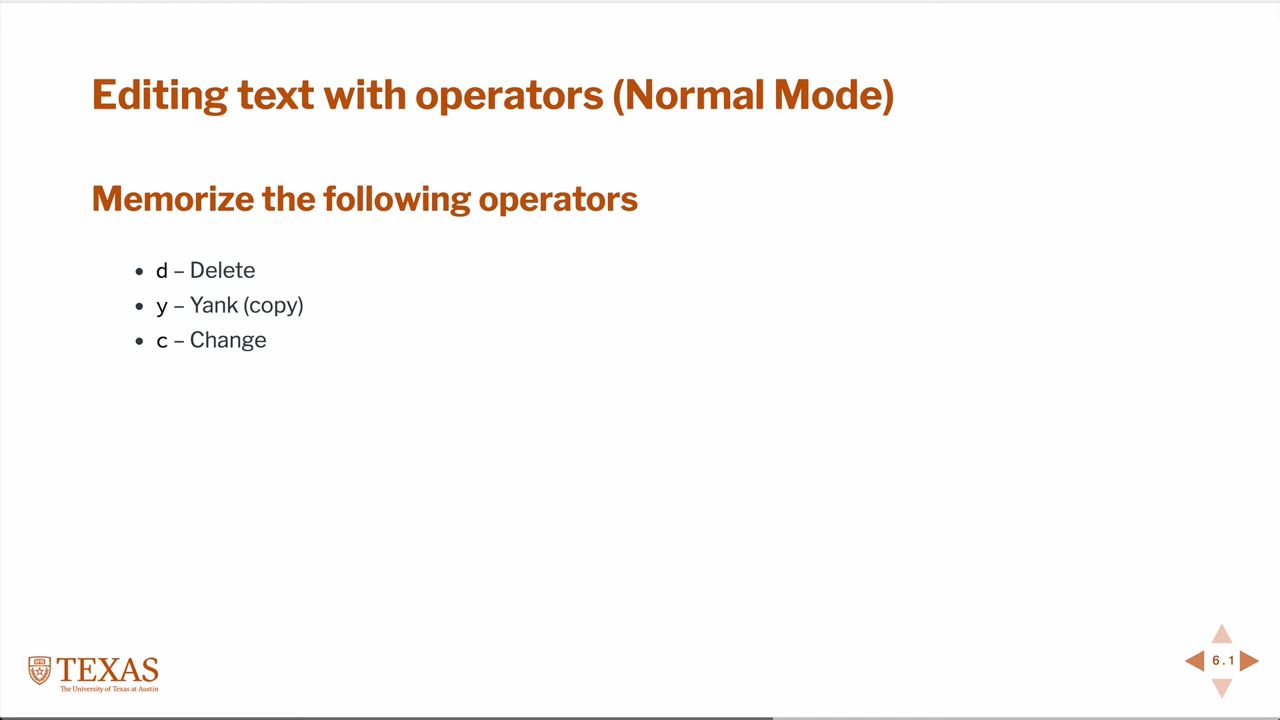 Editing text with operators (Normal Mode)
Memorize the following operators
• d – Delete
• y – Yank (copy)
• c – Change
TEXAS
The University of Texas at Austin
6.1